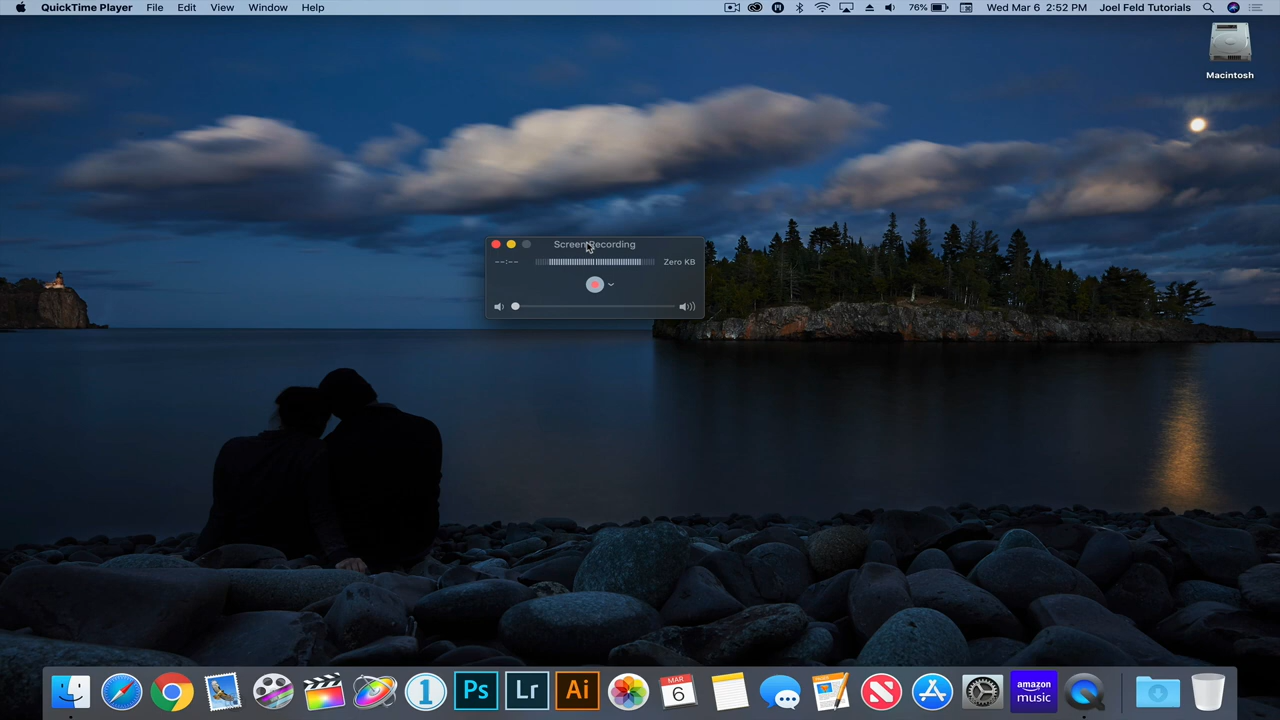 QuickTime Player File Edit View Window Help 76% Wed Mar 6 2:52 PM Joel Feld Tutorials
Macintosh
Screen Recording
--:-- Zero KB
1 Ps Lr Ai MAR 6 N amazon music